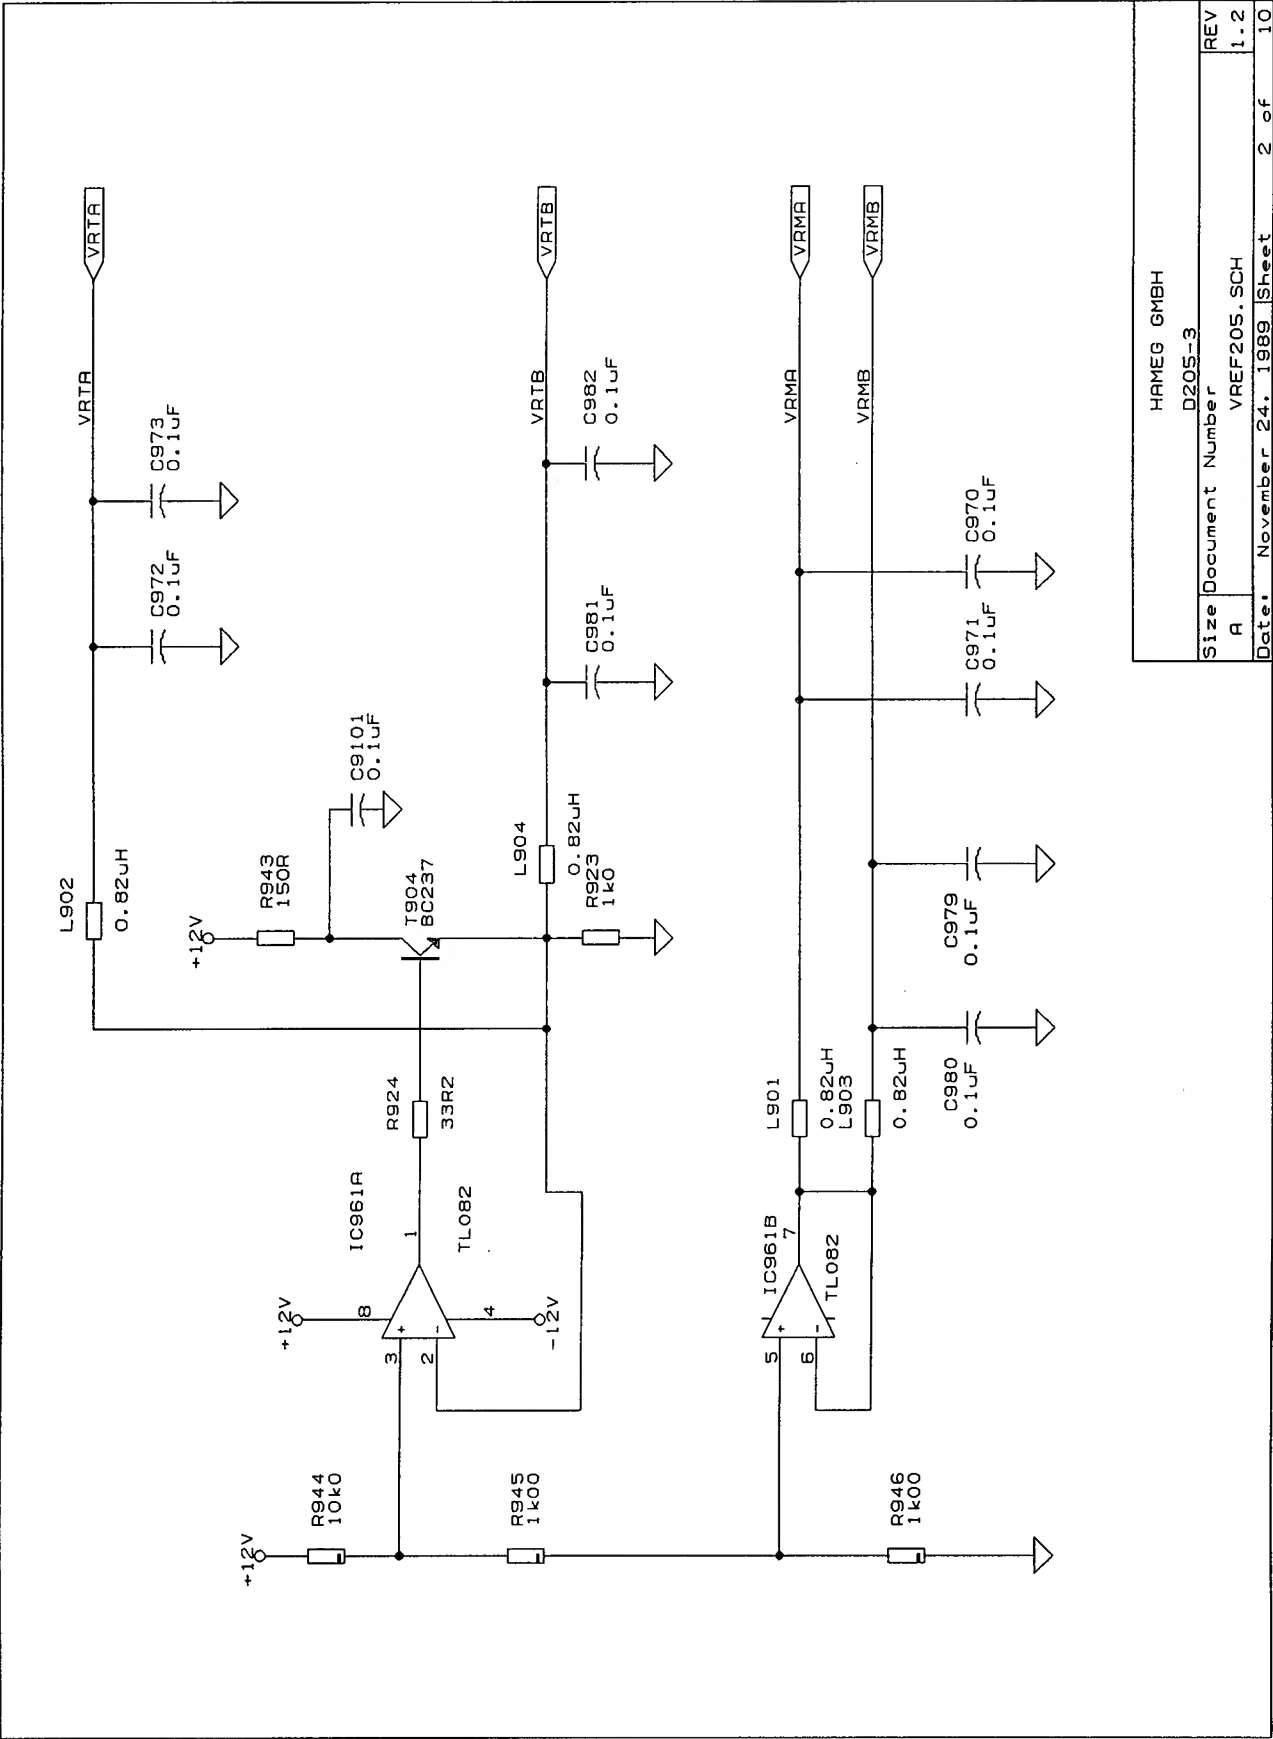 L902
0.82uH
VRTA
VRTA
C972
0.1uF
C973
0.1uF
+12V
R943
150R
C9101
0.1uF
T904
BC237
L904
0.82uH
R923
1k0
C981
0.1uF
VRTB
VRTB
C982
0.1uF
R924
33R2
IC961A
TL082
+12V
8
3
+
2
-
1
4
-12V
+12V
R944
10k0
R945
1k00
R946
1k00
IC961B
TL082
5
+
6
-
7
L901
0.82uH
L903
0.82uH
VRMA
VRMA
VRMB
VRMB
C980
0.1uF
C979
0.1uF
C971
0.1uF
C970
0.1uF
HAMEG GMBH
D205-3
Size Document Number REV
A VREF205.SCH 1.2
Date: November 24, 1989 Sheet 2 of 10